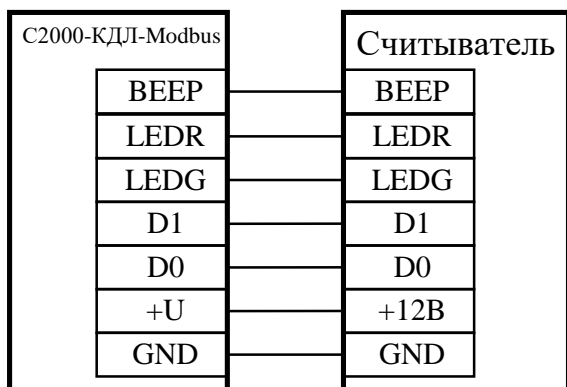 С2000-КДЛ-Modbus
Считыватель
BEEP
BEEP
LEDR
LEDR
LEDG
LEDG
D1
D1
D0
D0
+U
+12В
GND
GND